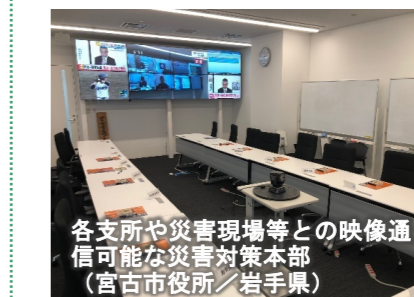 各支所や災害現場等との映像通
信可能な災害対策本部
（宮古市役所／岩手県）